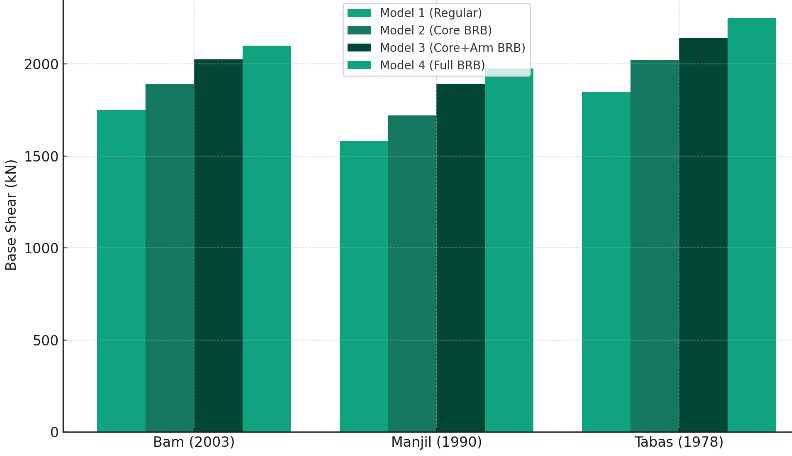 Model 1 (Regular)
Model 2 (Core BRB)
Model 3 (Core+Arm BRB)
Model 4 (Full BRB)
Base Shear (kN)
2000
1500
1000
500
0
Bam (2003)
Manjil (1990)
Tabas (1978)